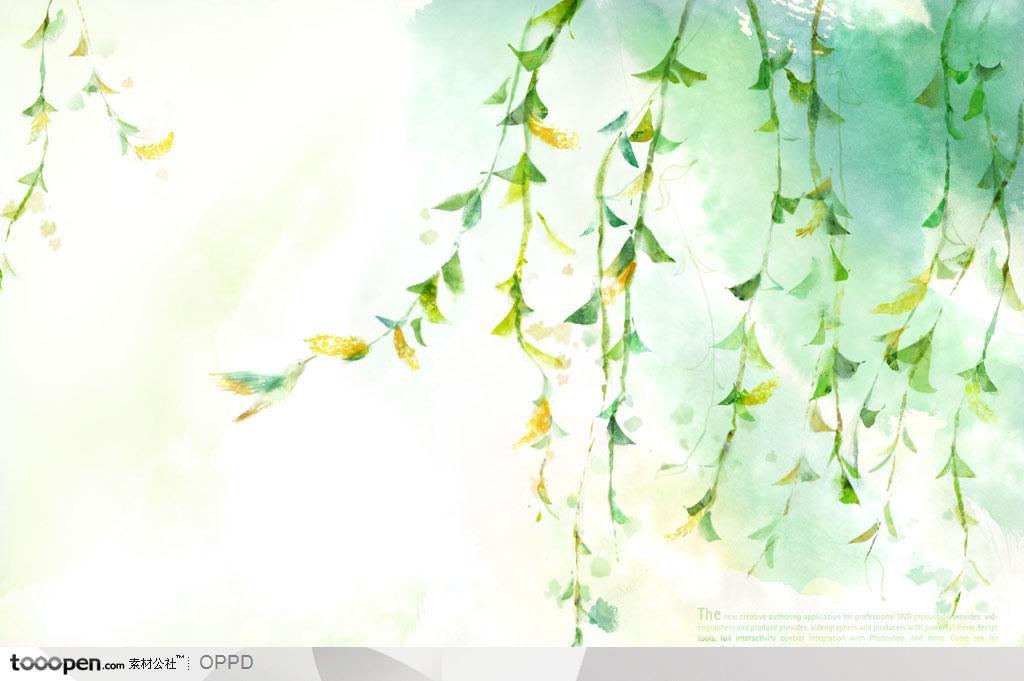 The new creative authoring application for professional DVD production provides vid-
eographers and produce provides. videographers and producers with powerful menu design
tools, full interactivity control integration with Photoshop, and more. Come see for
tooopen.com 素材公社™ OPPD